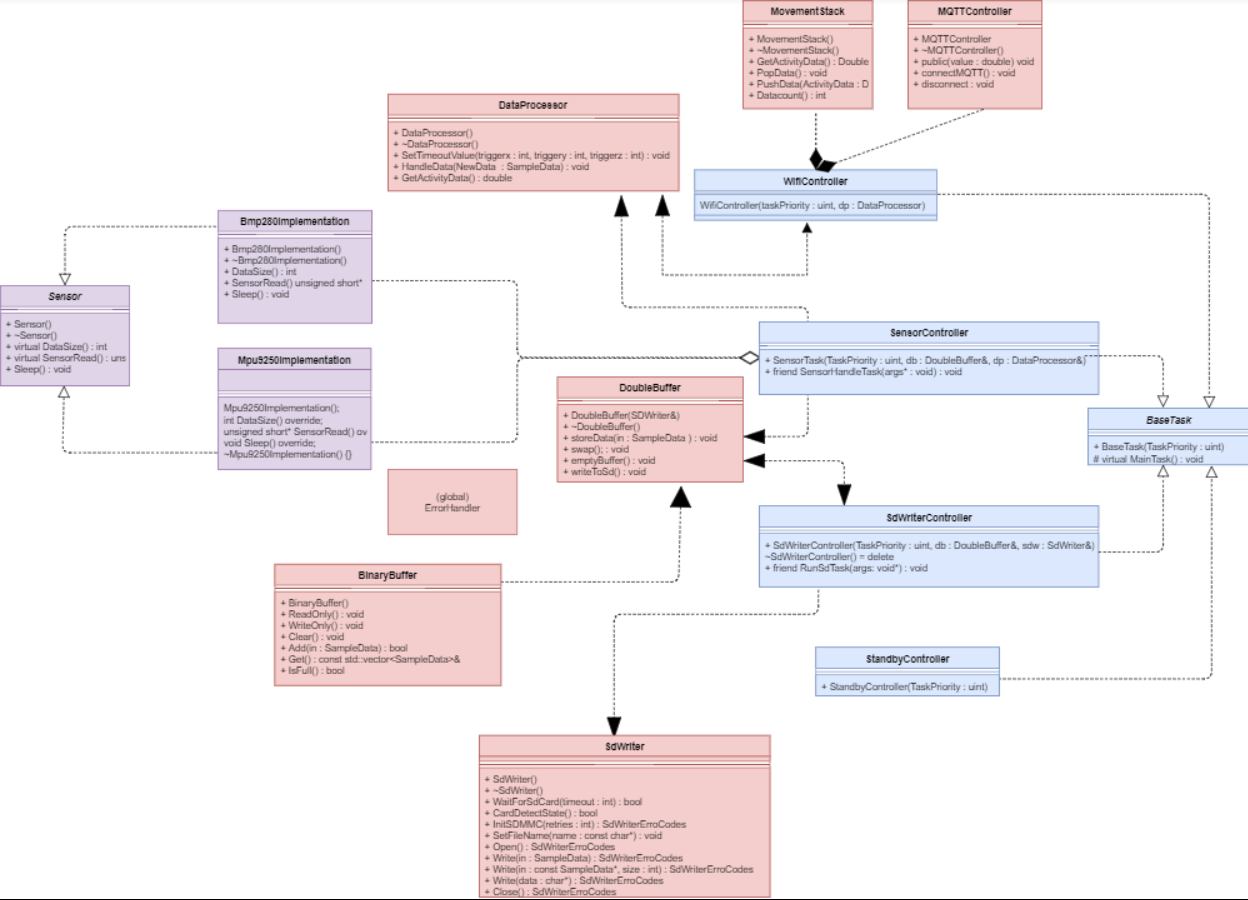 MovementStack
+ MovementStack()
+ ~MovementStack()
+ GetActivityData() : Double
+ PopData() : void
+ PushData(ActivityData : D
+ Datacount() : int
MQTTController
+ MQTTController
+ ~MQTTController()
+ public(value : double) void
+ connectMQTT() : void
+ disconnect : void
DataProcessor
+ DataProcessor()
+ ~DataProcessor()
+ SetTimeoutValue(triggerx : int, triggery : int, triggerz : int) : void
+ HandleData(NewData : SampleData) : void
+ GetActivityData() : double
WifiController
WifiController(taskPriority : uint, dp : DataProcessor)
Bmp280Implementation
+ Bmp280Implementation()
+ ~Bmp280Implementation()
+ DataSize() : int
+ SensorRead() unsigned short*
+ Sleep() : void
Sensor
+ Sensor()
+ ~Sensor()
+ virtual DataSize() : int
+ virtual SensorRead() : uns
+ Sleep() : void
Mpu9250Implementation
Mpu9250Implementation();
int DataSize() override;
unsigned short* SensorRead() ov
void Sleep() override;
~Mpu9250Implementation() {}
SensorController
+ SensorTask(TaskPriority : uint, db : DoubleBuffer&, dp : DataProcessor&)
+ friend SensorHandleTask(args* : void) : void
DoubleBuffer
+ DoubleBuffer(SDWriter&)
+ ~DoubleBuffer()
+ storeData(in : SampleData ) : void
+ swap(); : void
+ emptyBuffer() : void
+ writeToSd() : void
BaseTask
+ BaseTask(TaskPriority : uint)
# virtual MainTask() : void
(global)
ErrorHandler
SdWriterController
+ SdWriterController(TaskPriority : uint, db : DoubleBuffer&, sdw : SdWriter&)
~SdWriterController() = delete
+ friend RunSdTask(args: void*) : void
BinaryBuffer
+ BinaryBuffer()
+ ReadOnly() : void
+ WriteOnly() : void
+ Clear() : void
+ Add(in : SampleData) : bool
+ Get() : const std::vector<SampleData>&
+ IsFull() : bool
StandbyController
+ StandbyController(TaskPriority : uint)
SdWriter
+ SdWriter()
+ ~SdWriter()
+ WaitForSdCard(timeout : int) : bool
+ CardDetectState() : bool
+ InitSDMMC(retries : int) : SdWriterErroCodes
+ SetFileName(name : const char*) : void
+ Open() : SdWriterErroCodes
+ Write(in : SampleData) : SdWriterErroCodes
+ Write(in : const SampleData*, size : int) : SdWriterErroCodes
+ Write(data : char*) : SdWriterErroCodes
+ Close() : SdWriterErroCodes